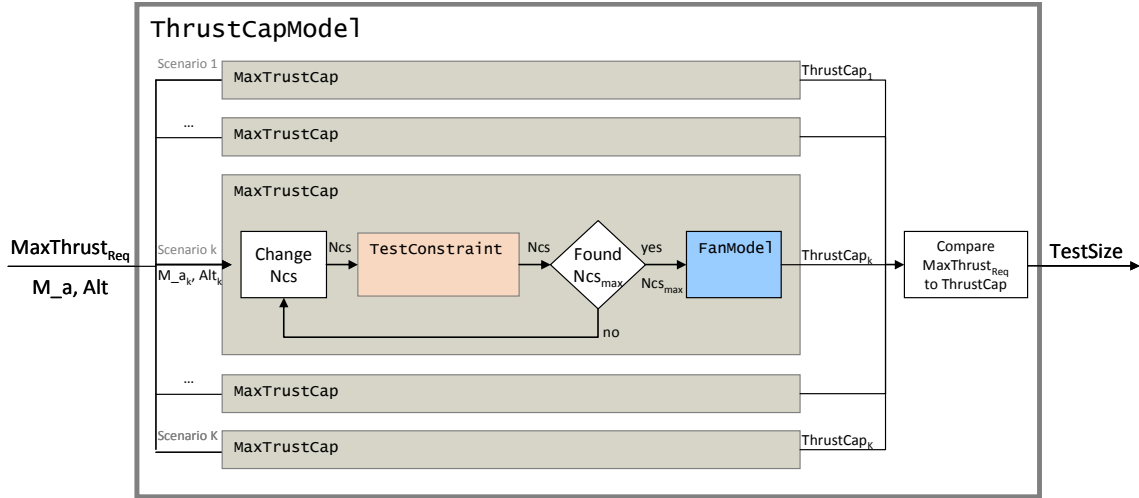 ThrustCapModel
Scenario 1
MaxTrustCap
ThrustCap1
...
MaxTrustCap
MaxTrustCap
MaxThrustReq
M_a, Alt
Scenario k
M_ak, Altk
Change
Ncs
Ncs
TestConstraint
Ncs
Found
Ncsmax
yes
Ncsmax
no
FanModel
ThrustCapk
Compare
MaxThrustReq
to ThrustCap
TestSize
...
MaxTrustCap
Scenario K
MaxTrustCap
ThrustCapK